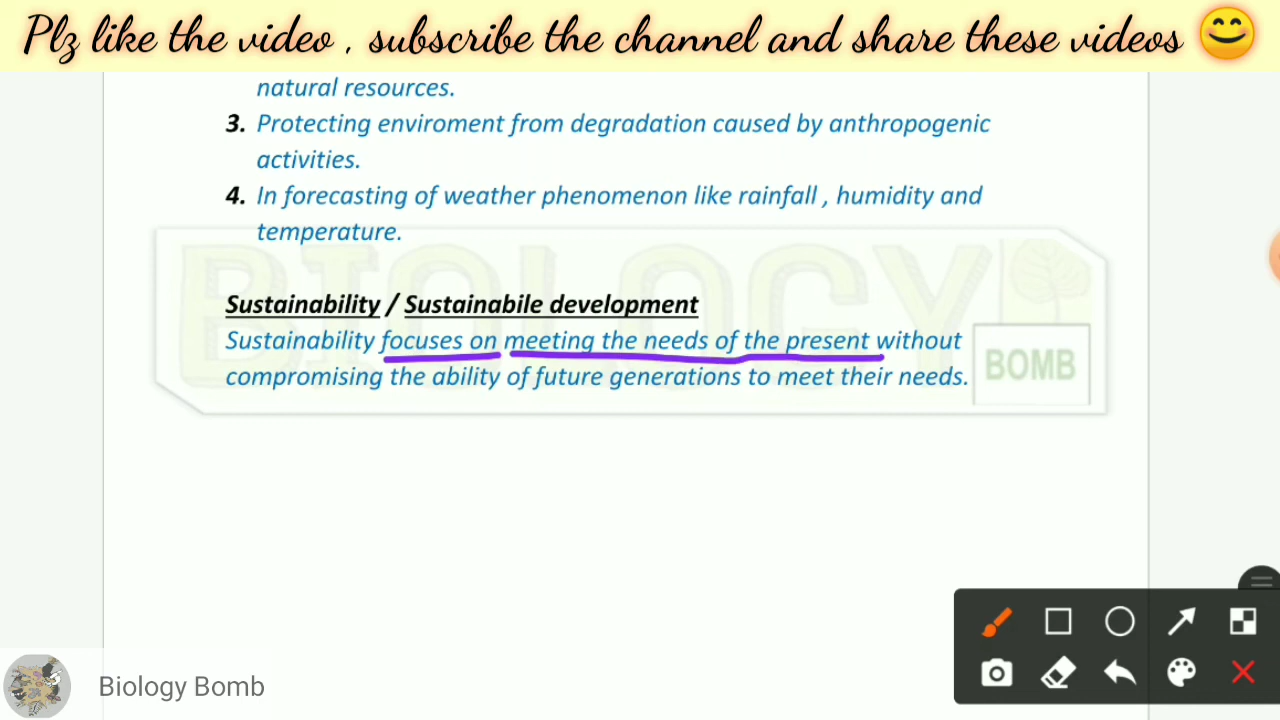 Plz like the video , subscribe the channel and share these videos 😊
natural resources.
3. Protecting enviroment from degradation caused by anthropogenic
activities.
4. In forecasting of weather phenomenon like rainfall , humidity and
temperature.
BIOLOGY
Sustainability / Sustainabile development
Sustainability focuses on meeting the needs of the present without
compromising the ability of future generations to meet their needs.
BOMB
Biology Bomb